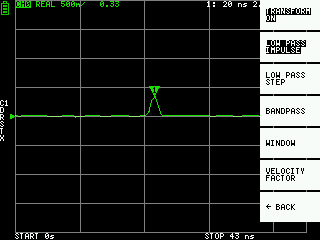 CH0 REAL 500m/ 0.33 1: 20 ns 2.
TRANSFORM
ON
LOW PASS
IMPULSE
LOW PASS
STEP
BANDPASS
WINDOW
VELOCITY
FACTOR
← BACK
1
C1
D
R
S
T
X
START 0s STOP 43 ns